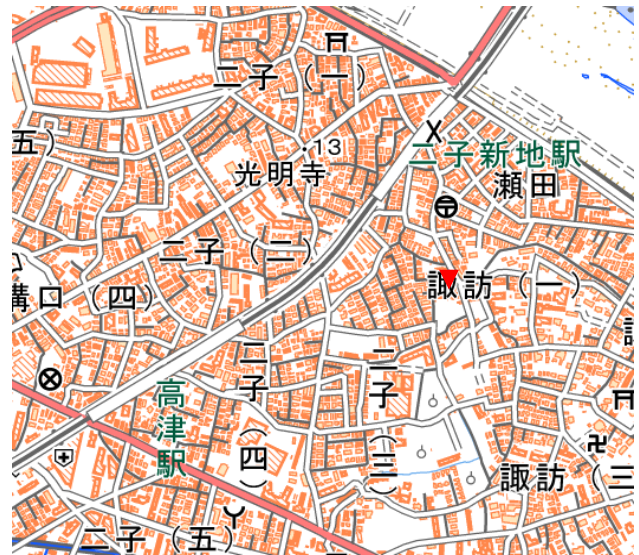 二子（一）
五）
・13
二子新地駅
光明寺
瀬田
二子（二）
諏訪（一）
溝口（四）
二子（四）
二子（三）
高津駅
諏訪（三
二子（五）